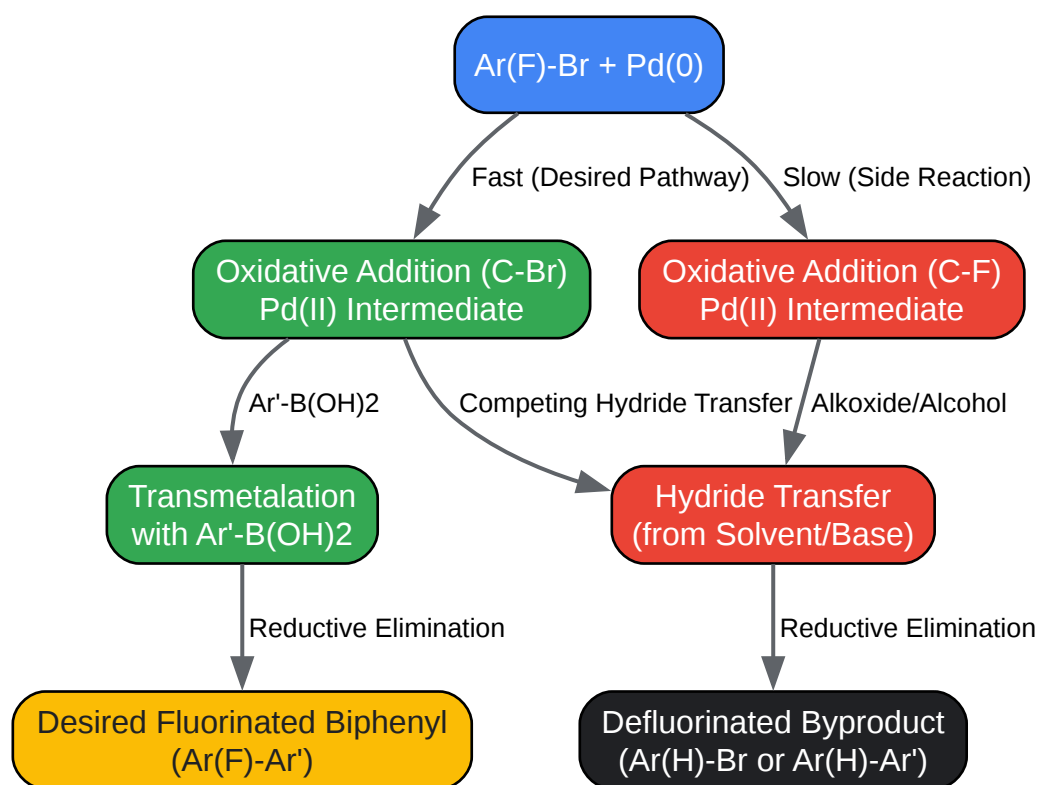 Ar(F)-Br + Pd(0)
Fast (Desired Pathway)
Slow (Side Reaction)
Oxidative Addition (C-Br)
Pd(II) Intermediate
Oxidative Addition (C-F)
Pd(II) Intermediate
Ar'-B(OH)2
Competing Hydride Transfer
Alkoxide/Alcohol
Transmetalation
with Ar'-B(OH)2
Hydride Transfer
(from Solvent/Base)
Reductive Elimination
Reductive Elimination
Desired Fluorinated Biphenyl
(Ar(F)-Ar')
Defluorinated Byproduct
(Ar(H)-Br or Ar(H)-Ar')